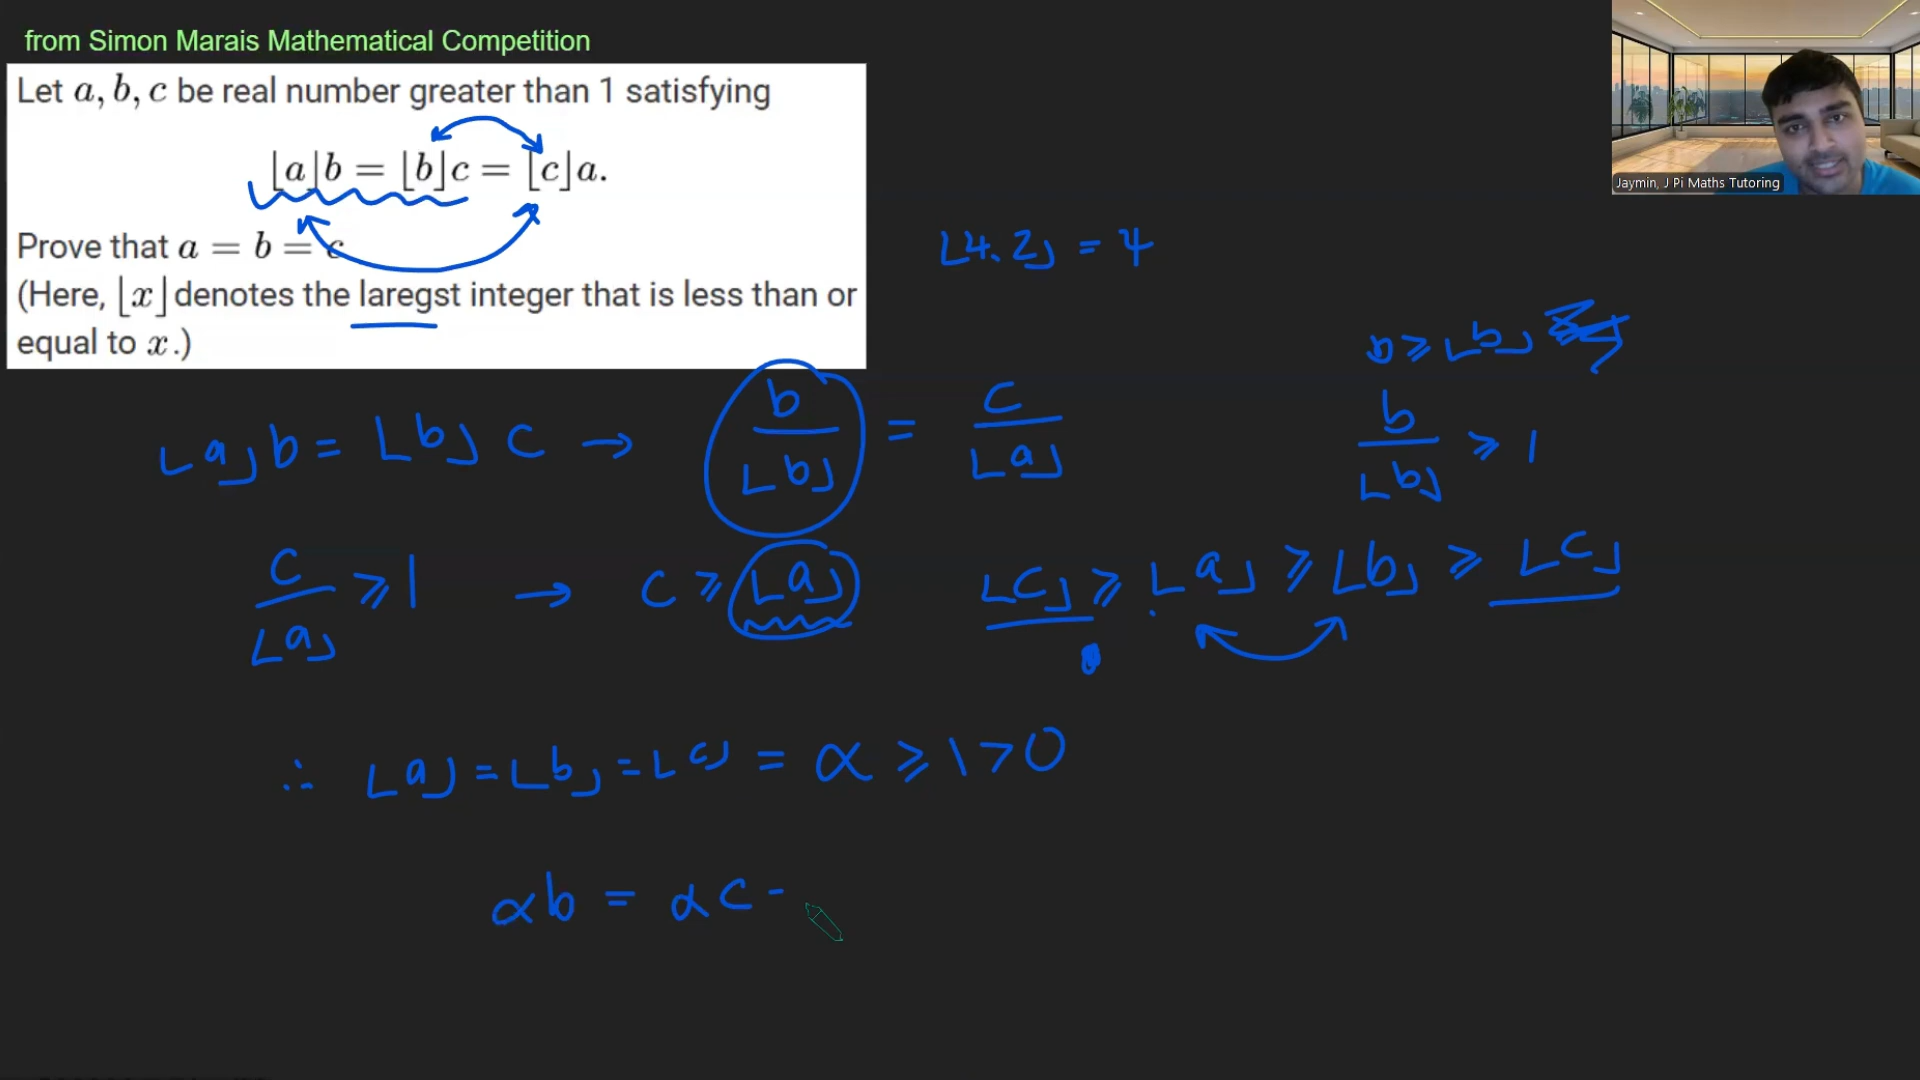 from Simon Marais Mathematical Competition
Let a, b, c be real number greater than 1 satisfying
⌊a⌋b = ⌊b⌋c = ⌊c⌋a.
Prove that a = b = c
(Here, ⌊x⌋ denotes the laregst integer that is less than or
equal to x.)
Jaymin, J Pi Maths Tutoring
⌊4.2⌋ = 4
b ≥ ⌊b⌋
b/⌊b⌋ ≥ 1
⌊a⌋b = ⌊b⌋c → b/⌊b⌋ = c/⌊a⌋
c/⌊a⌋ ≥ 1 → c ≥ ⌊a⌋ ⌊c⌋ ≥ ⌊a⌋ ≥ ⌊b⌋ ≥ ⌊c⌋
∴ ⌊a⌋ = ⌊b⌋ = ⌊c⌋ = α ≥ 1 > 0
αb = αc -